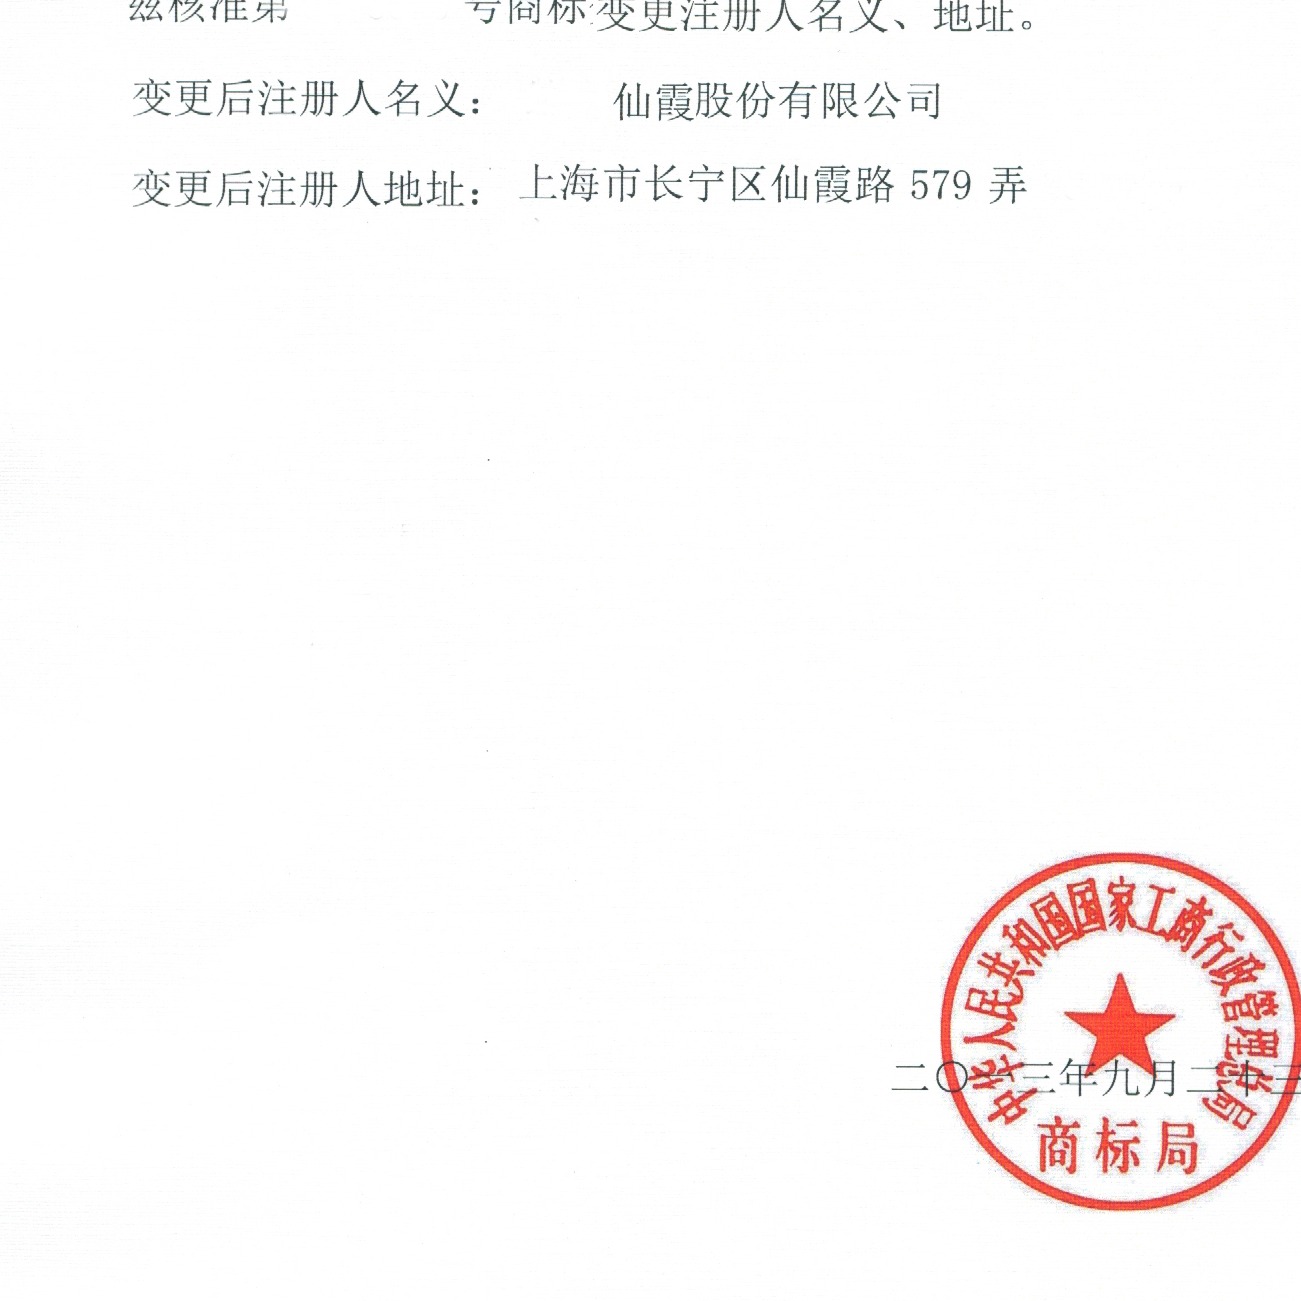 兹核准第 号商标变更注册人名义、地址。
变更后注册人名义： 仙霞股份有限公司
变更后注册人地址： 上海市长宁区仙霞路 579 弄
中华人民共和国国家工商行政管理总局
二〇一三年九月二十三
商标局